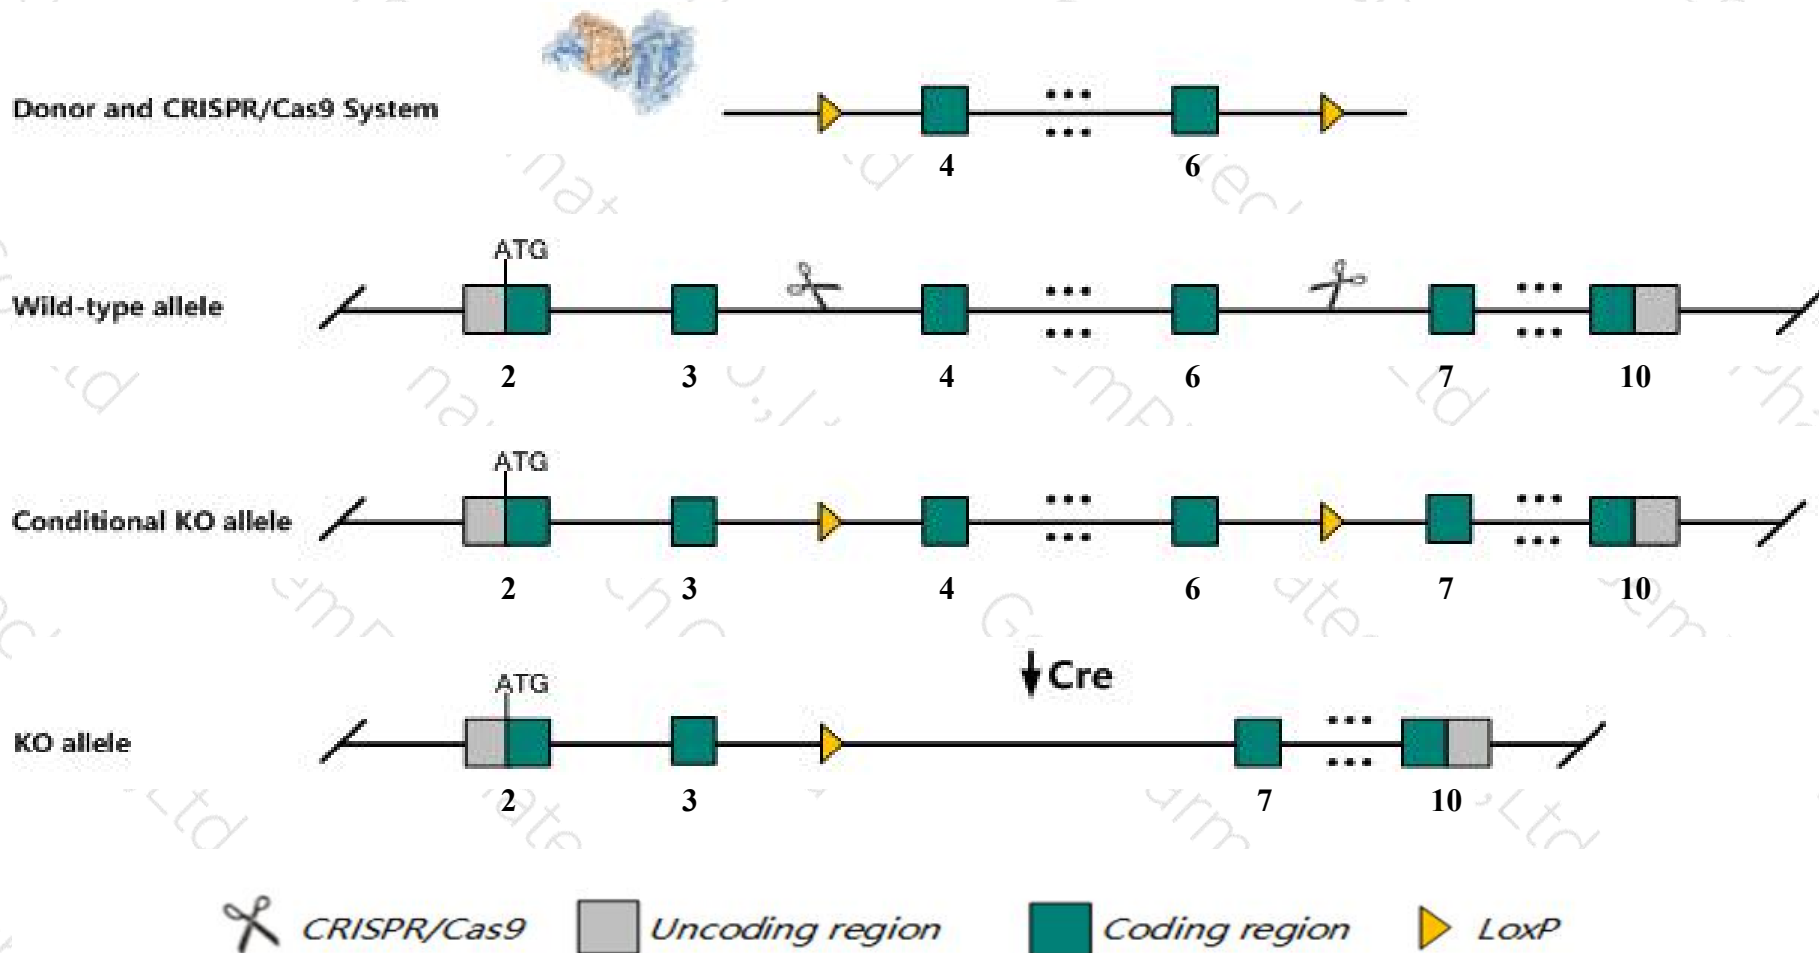 Donor and CRISPR/Cas9 System
4 6
ATG
Wild-type allele
2 3 4 6 7 10
ATG
Conditional KO allele
2 3 4 6 7 10
Cre
ATG
KO allele
2 3 7 10
CRISPR/Cas9 Uncoding region Coding region LoxP